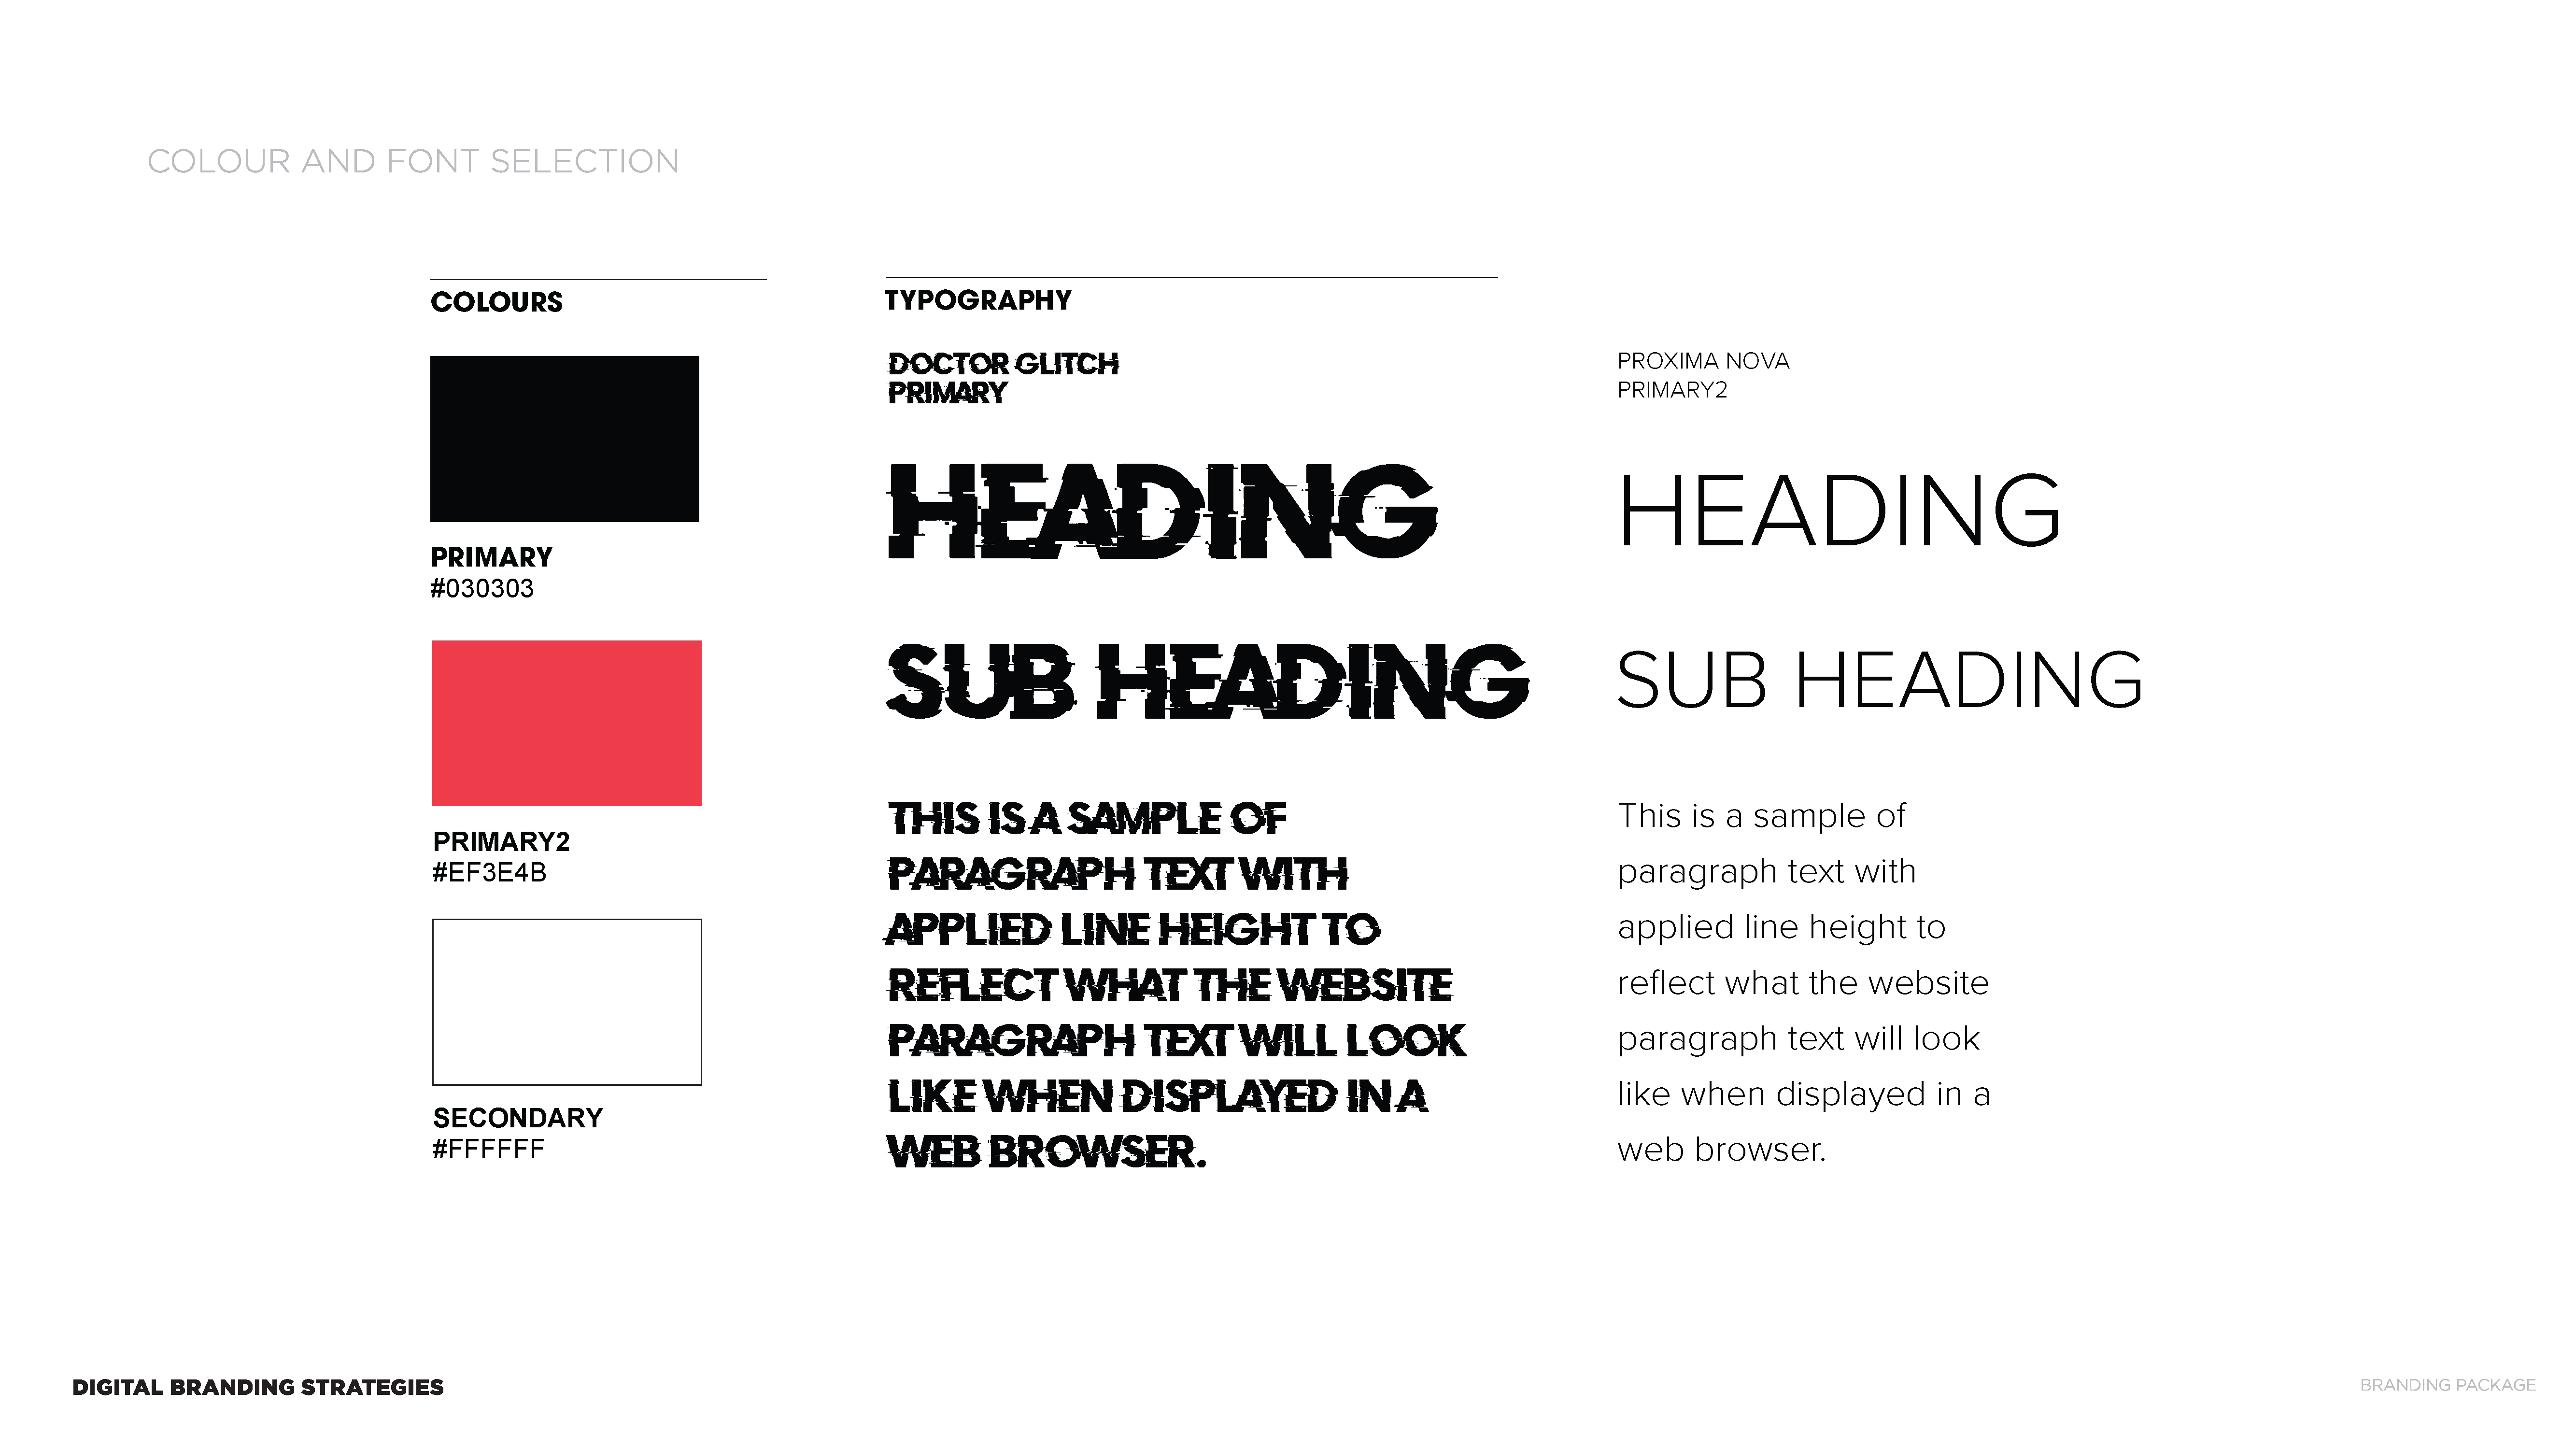 COLOUR AND FONT SELECTION
COLOURS
PRIMARY
#030303
PRIMARY2
#EF3E4B
SECONDARY
#FFFFFF
TYPOGRAPHY
DOCTOR GLITCH
PRIMARY
HEADING
SUB HEADING
THIS IS A SAMPLE OF
PARAGRAPH TEXT WITH
APPLIED LINE HEIGHT TO
REFLECT WHAT THE WEBSITE
PARAGRAPH TEXT WILL LOOK
LIKE WHEN DISPLAYED IN A
WEB BROWSER.
PROXIMA NOVA
PRIMARY2
HEADING
SUB HEADING
This is a sample of
paragraph text with
applied line height to
reflect what the website
paragraph text will look
like when displayed in a
web browser.
DIGITAL BRANDING STRATEGIES
BRANDING PACKAGE